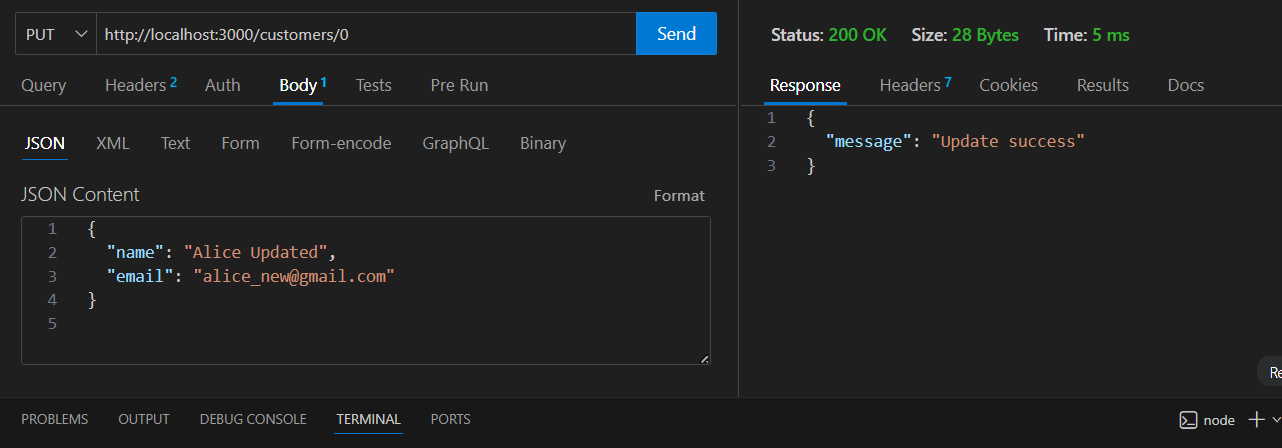 PUT http://localhost:3000/customers/0 Send
Query Headers 2 Auth Body 1 Tests Pre Run
JSON XML Text Form Form-encode GraphQL Binary
JSON Content Format
1 {
2 "name": "Alice Updated",
3 "email": "alice_new@gmail.com"
4 }
5
Status: 200 OK Size: 28 Bytes Time: 5 ms
Response Headers 7 Cookies Results Docs
1 {
2 "message": "Update success"
3 }
PROBLEMS OUTPUT DEBUG CONSOLE TERMINAL PORTS node